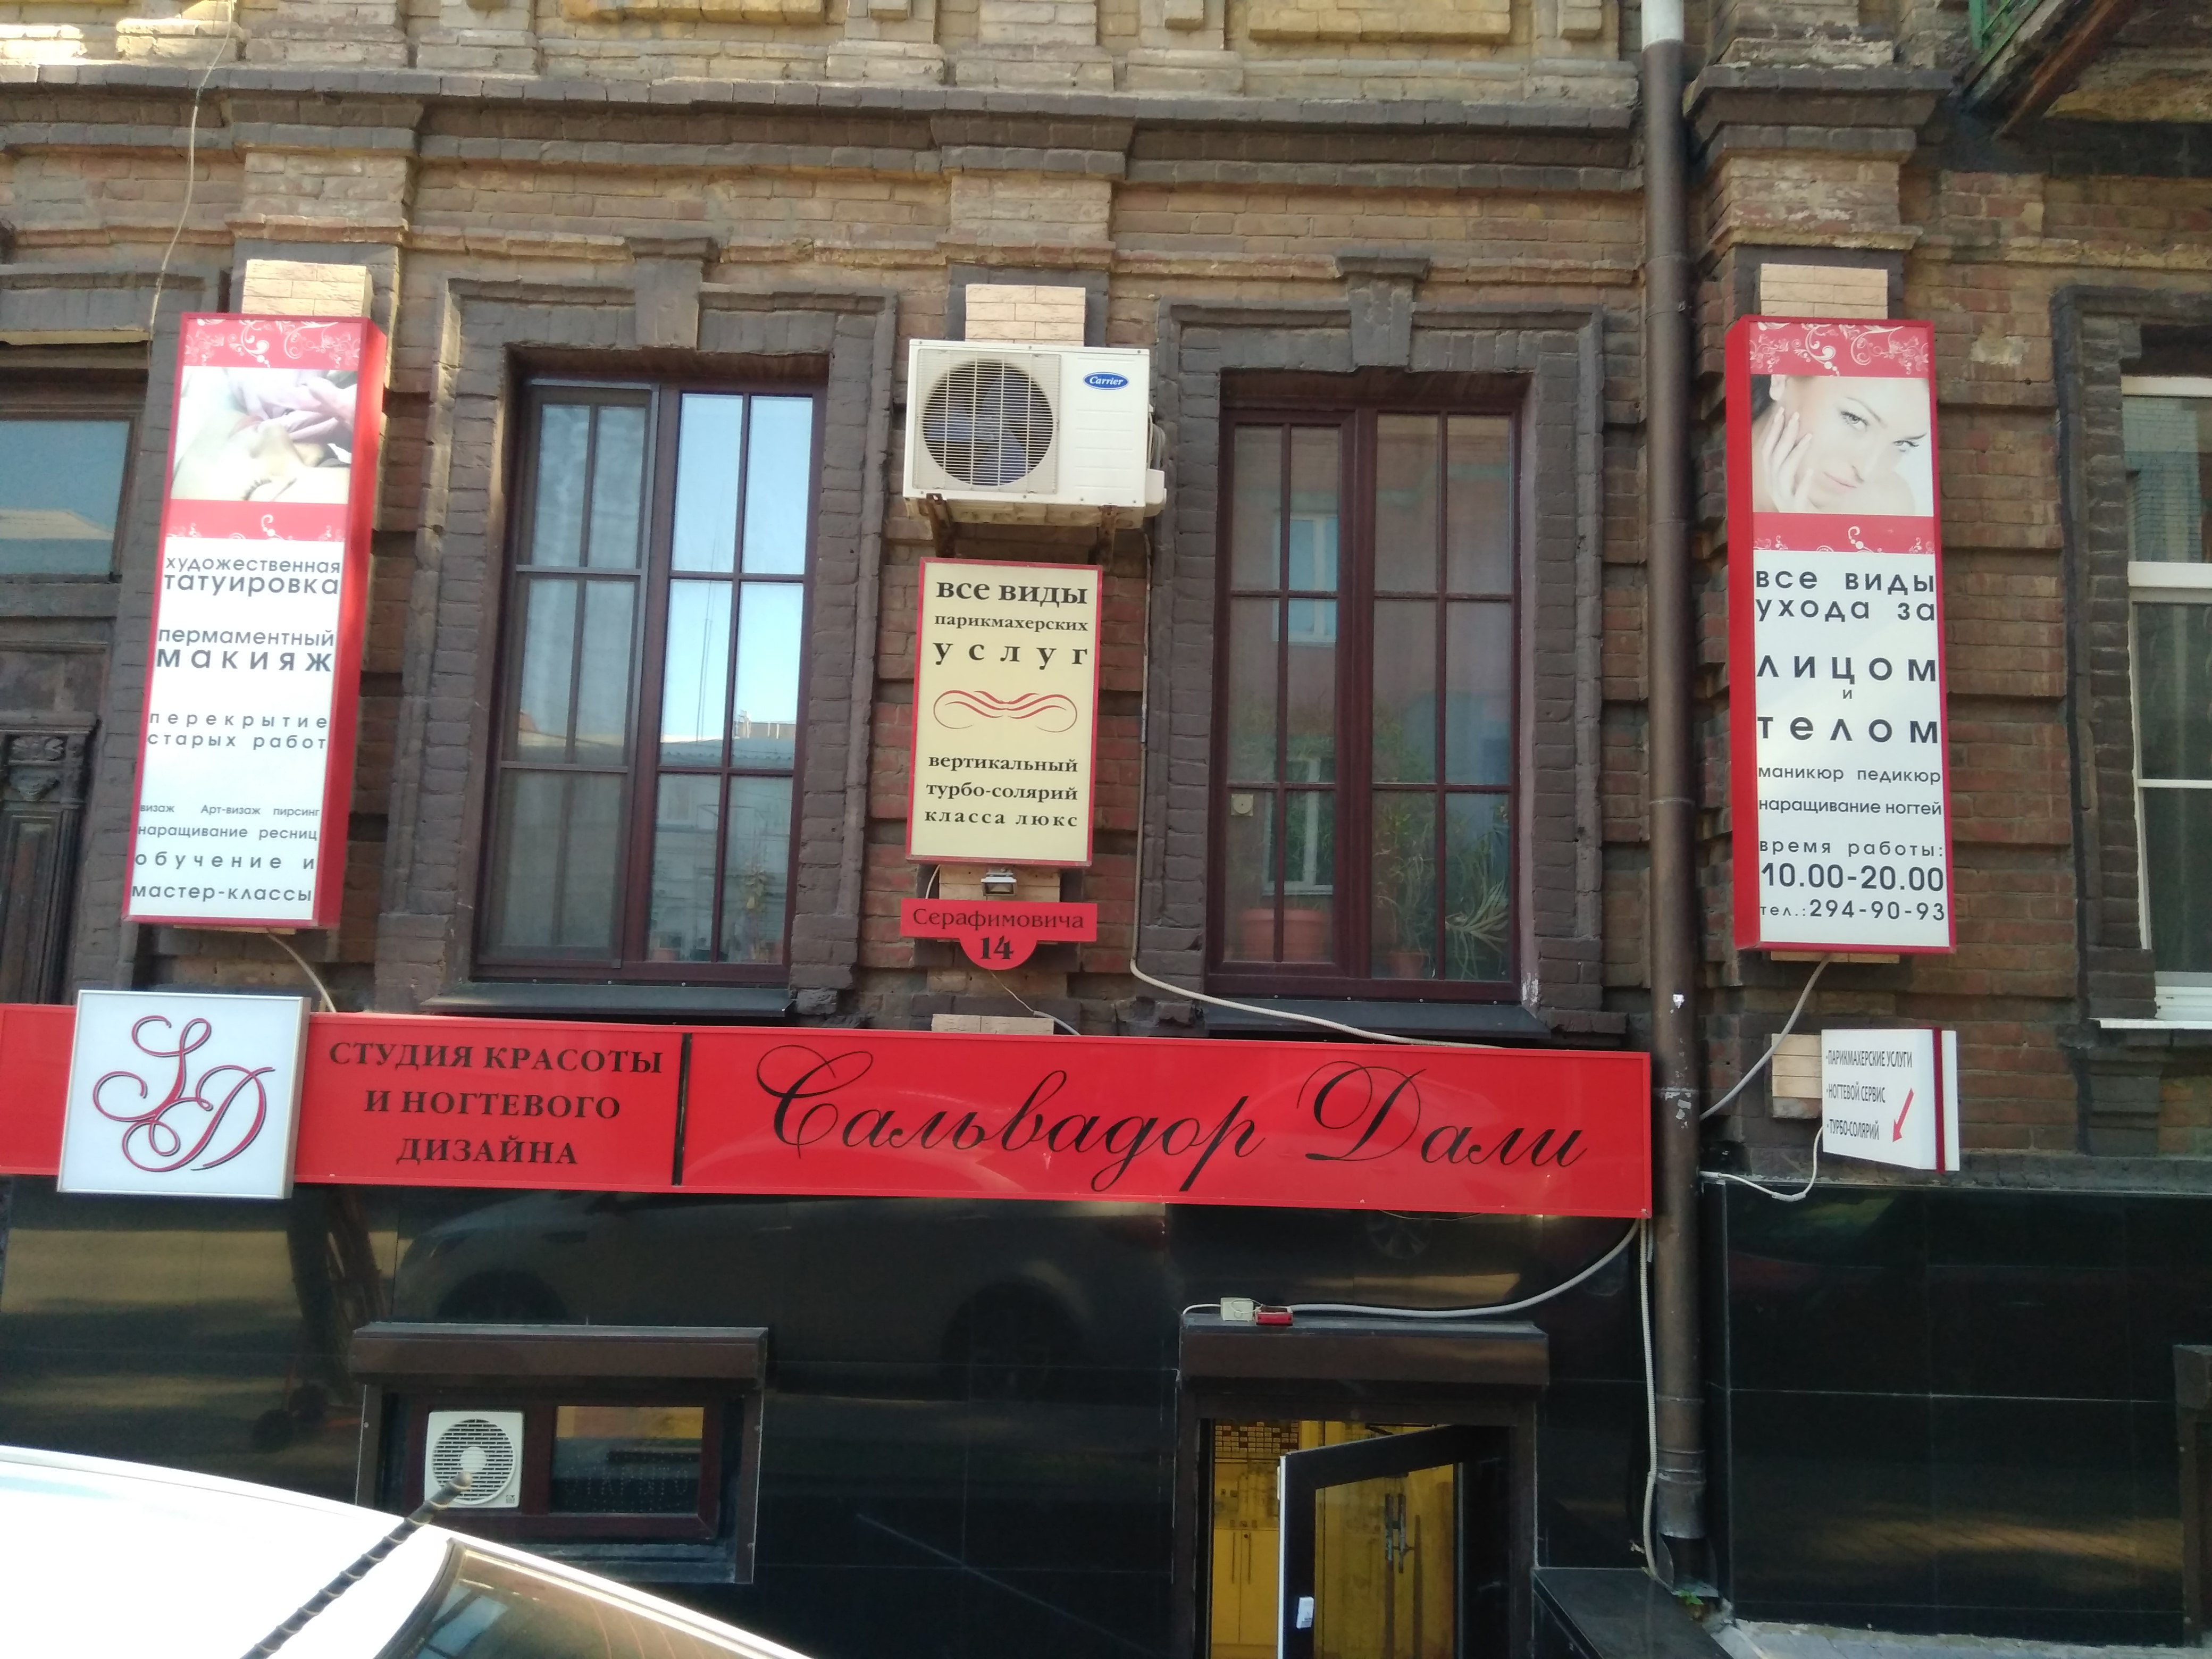 художественная
татуировка
пермаментный
макияж
перекрытие
старых работ
визаж Арт-визаж пирсинг
наращивание ресниц
обучение и
мастер-классы
Carrier
все виды
парикмахерских
услуг
вертикальный
турбо-солярий
класса люкс
Серафимовича
14
все виды
ухода за
лицом
и
телом
маникюр педикюр
наращивание ногтей
время работы:
10.00-20.00
тел.:294-90-93
SD
СТУДИЯ КРАСОТЫ
И НОГТЕВОГО
ДИЗАЙНА
Сальвадор Дали
·ПАРИКМАХЕРСКИЕ УСЛУГИ
·НОГТЕВОЙ СЕРВИС
·ТУРБО-СОЛЯРИЙ